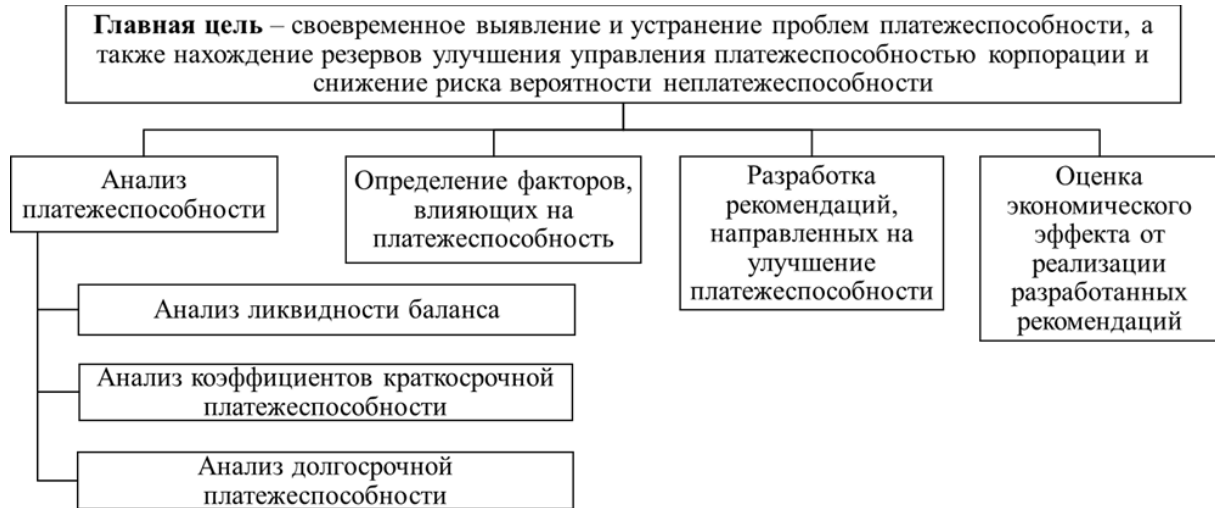 Главная цель – своевременное выявление и устранение проблем платежеспособности, а
также нахождение резервов улучшения управления платежеспособностью корпорации и
снижение риска вероятности неплатежеспособности
Анализ
платежеспособности
Определение факторов,
влияющих на
платежеспособность
Разработка
рекомендаций,
направленных на
улучшение
платежеспособности
Оценка
экономического
эффекта от
реализации
разработанных
рекомендаций
Анализ ликвидности баланса
Анализ коэффициентов краткосрочной
платежеспособности
Анализ долгосрочной
платежеспособности